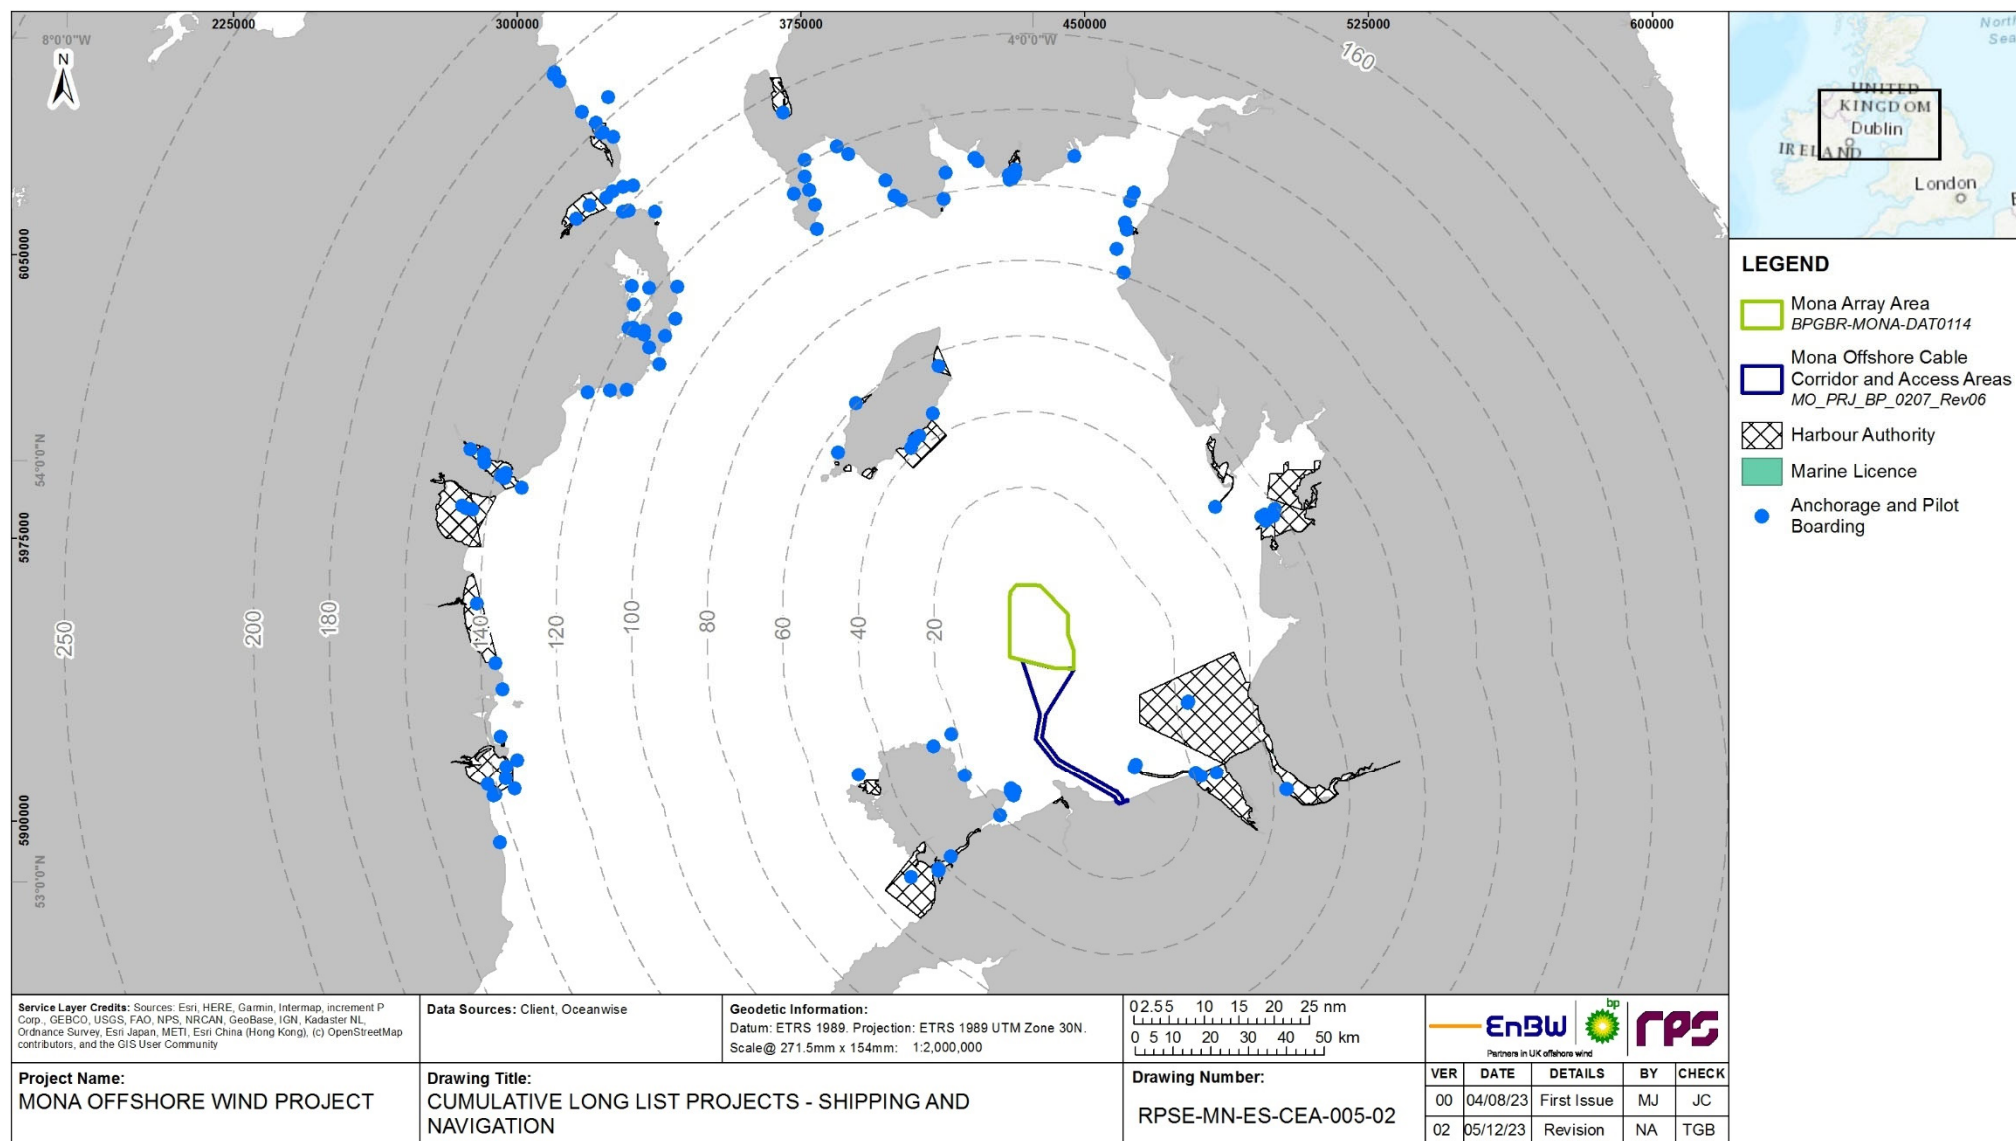 225000
300000
375000
450000
525000
600000
8°0'0"W
4°0'0"W
N
160
6050000
54°0'0"N
5975000
5900000
53°0'0"N
250
200
180
140
120
100
80
60
40
20
North
Sea
UNITED
KINGDOM
Dublin
IRELAND
London
LEGEND
Mona Array Area
BPGBR-MONA-DAT0114
Mona Offshore Cable
Corridor and Access Areas
MO_PRJ_BP_0207_Rev06
Harbour Authority
Marine Licence
Anchorage and Pilot
Boarding
Service Layer Credits: Sources: Esri, HERE, Garmin, Intermap, increment P
Corp., GEBCO, USGS, FAO, NPS, NRCAN, GeoBase, IGN, Kadaster NL,
Ordnance Survey, Esri Japan, METI, Esri China (Hong Kong), (c) OpenStreetMap
contributors, and the GIS User Community
Data Sources: Client, Oceanwise
Geodetic Information:
Datum: ETRS 1989. Projection: ETRS 1989 UTM Zone 30N.
Scale@ 271.5mm x 154mm: 1:2,000,000
0 2.5 5 10 15 20 25 nm
0 5 10 20 30 40 50 km
EnBW
bp
rps
Partners in UK offshore wind
Project Name:
MONA OFFSHORE WIND PROJECT
Drawing Title:
CUMULATIVE LONG LIST PROJECTS - SHIPPING AND
NAVIGATION
Drawing Number:
RPSE-MN-ES-CEA-005-02
VER DATE DETAILS BY CHECK
00 04/08/23 First Issue MJ JC
02 05/12/23 Revision NA TGB